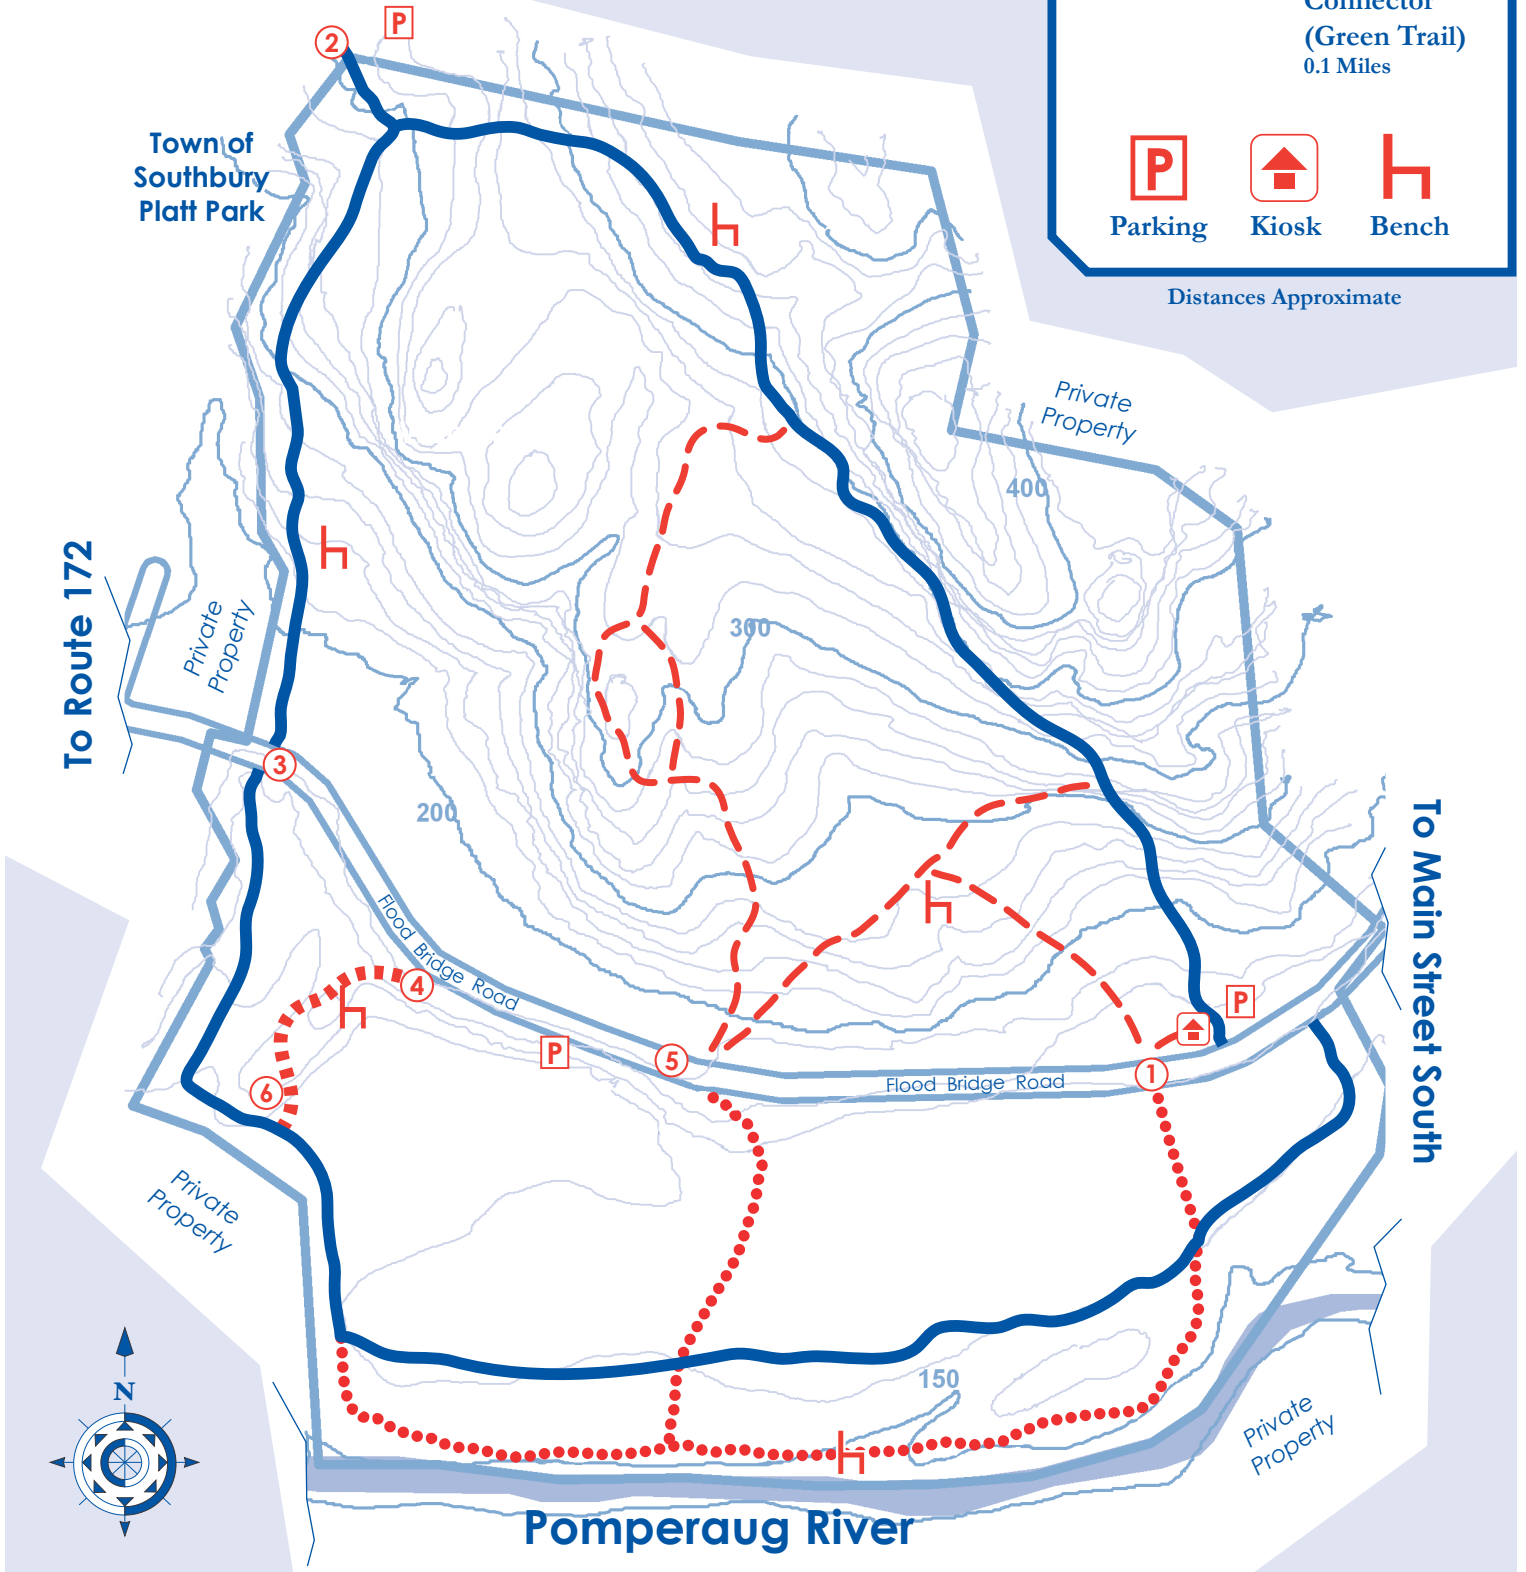 Connector
(Green Trail)
0.1 Miles
P
Parking
Kiosk
Bench
Distances Approximate
2
P
Town of
Southbury
Platt Park
Private
Property
400
To Route 172
Private
Property
300
3
200
Flood Bridge Road
4
P
5
Flood Bridge Road
1
P
To Main Street South
6
Private
Property
150
Private
Property
N
Pomperaug River